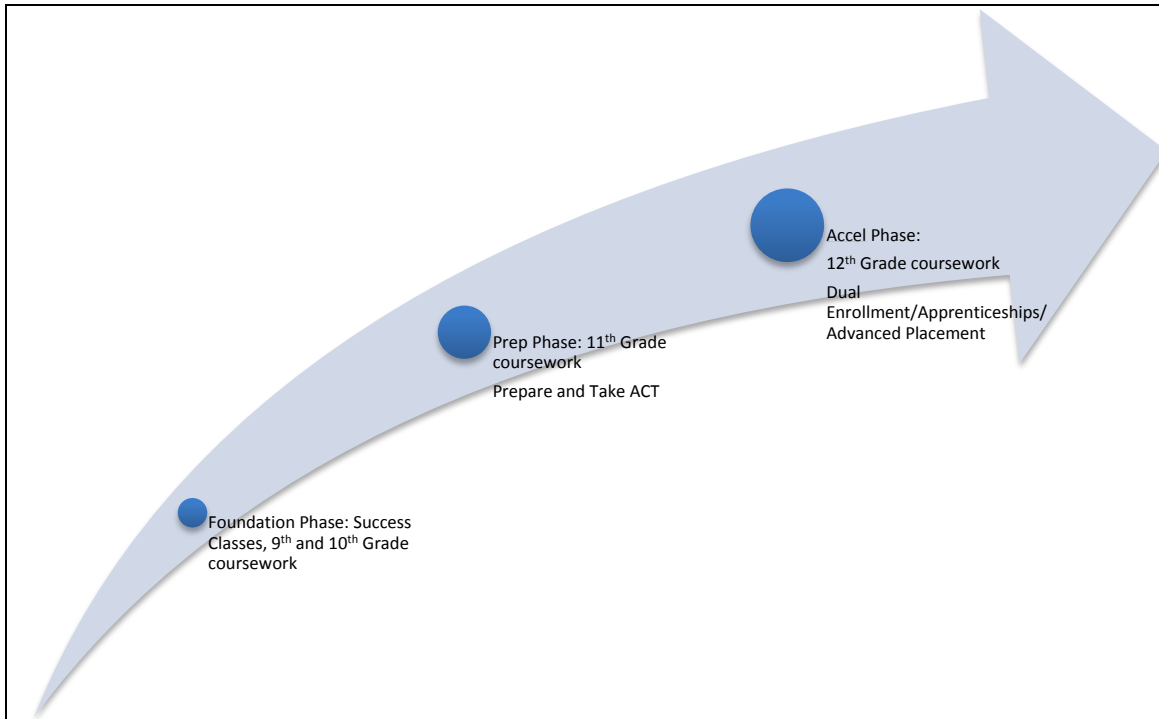 Accel Phase:
12th Grade coursework
Dual
Enrollment/Apprenticeships/
Advanced Placement
Prep Phase: 11th Grade
coursework
Prepare and Take ACT
Foundation Phase: Success
Classes, 9th and 10th Grade
coursework